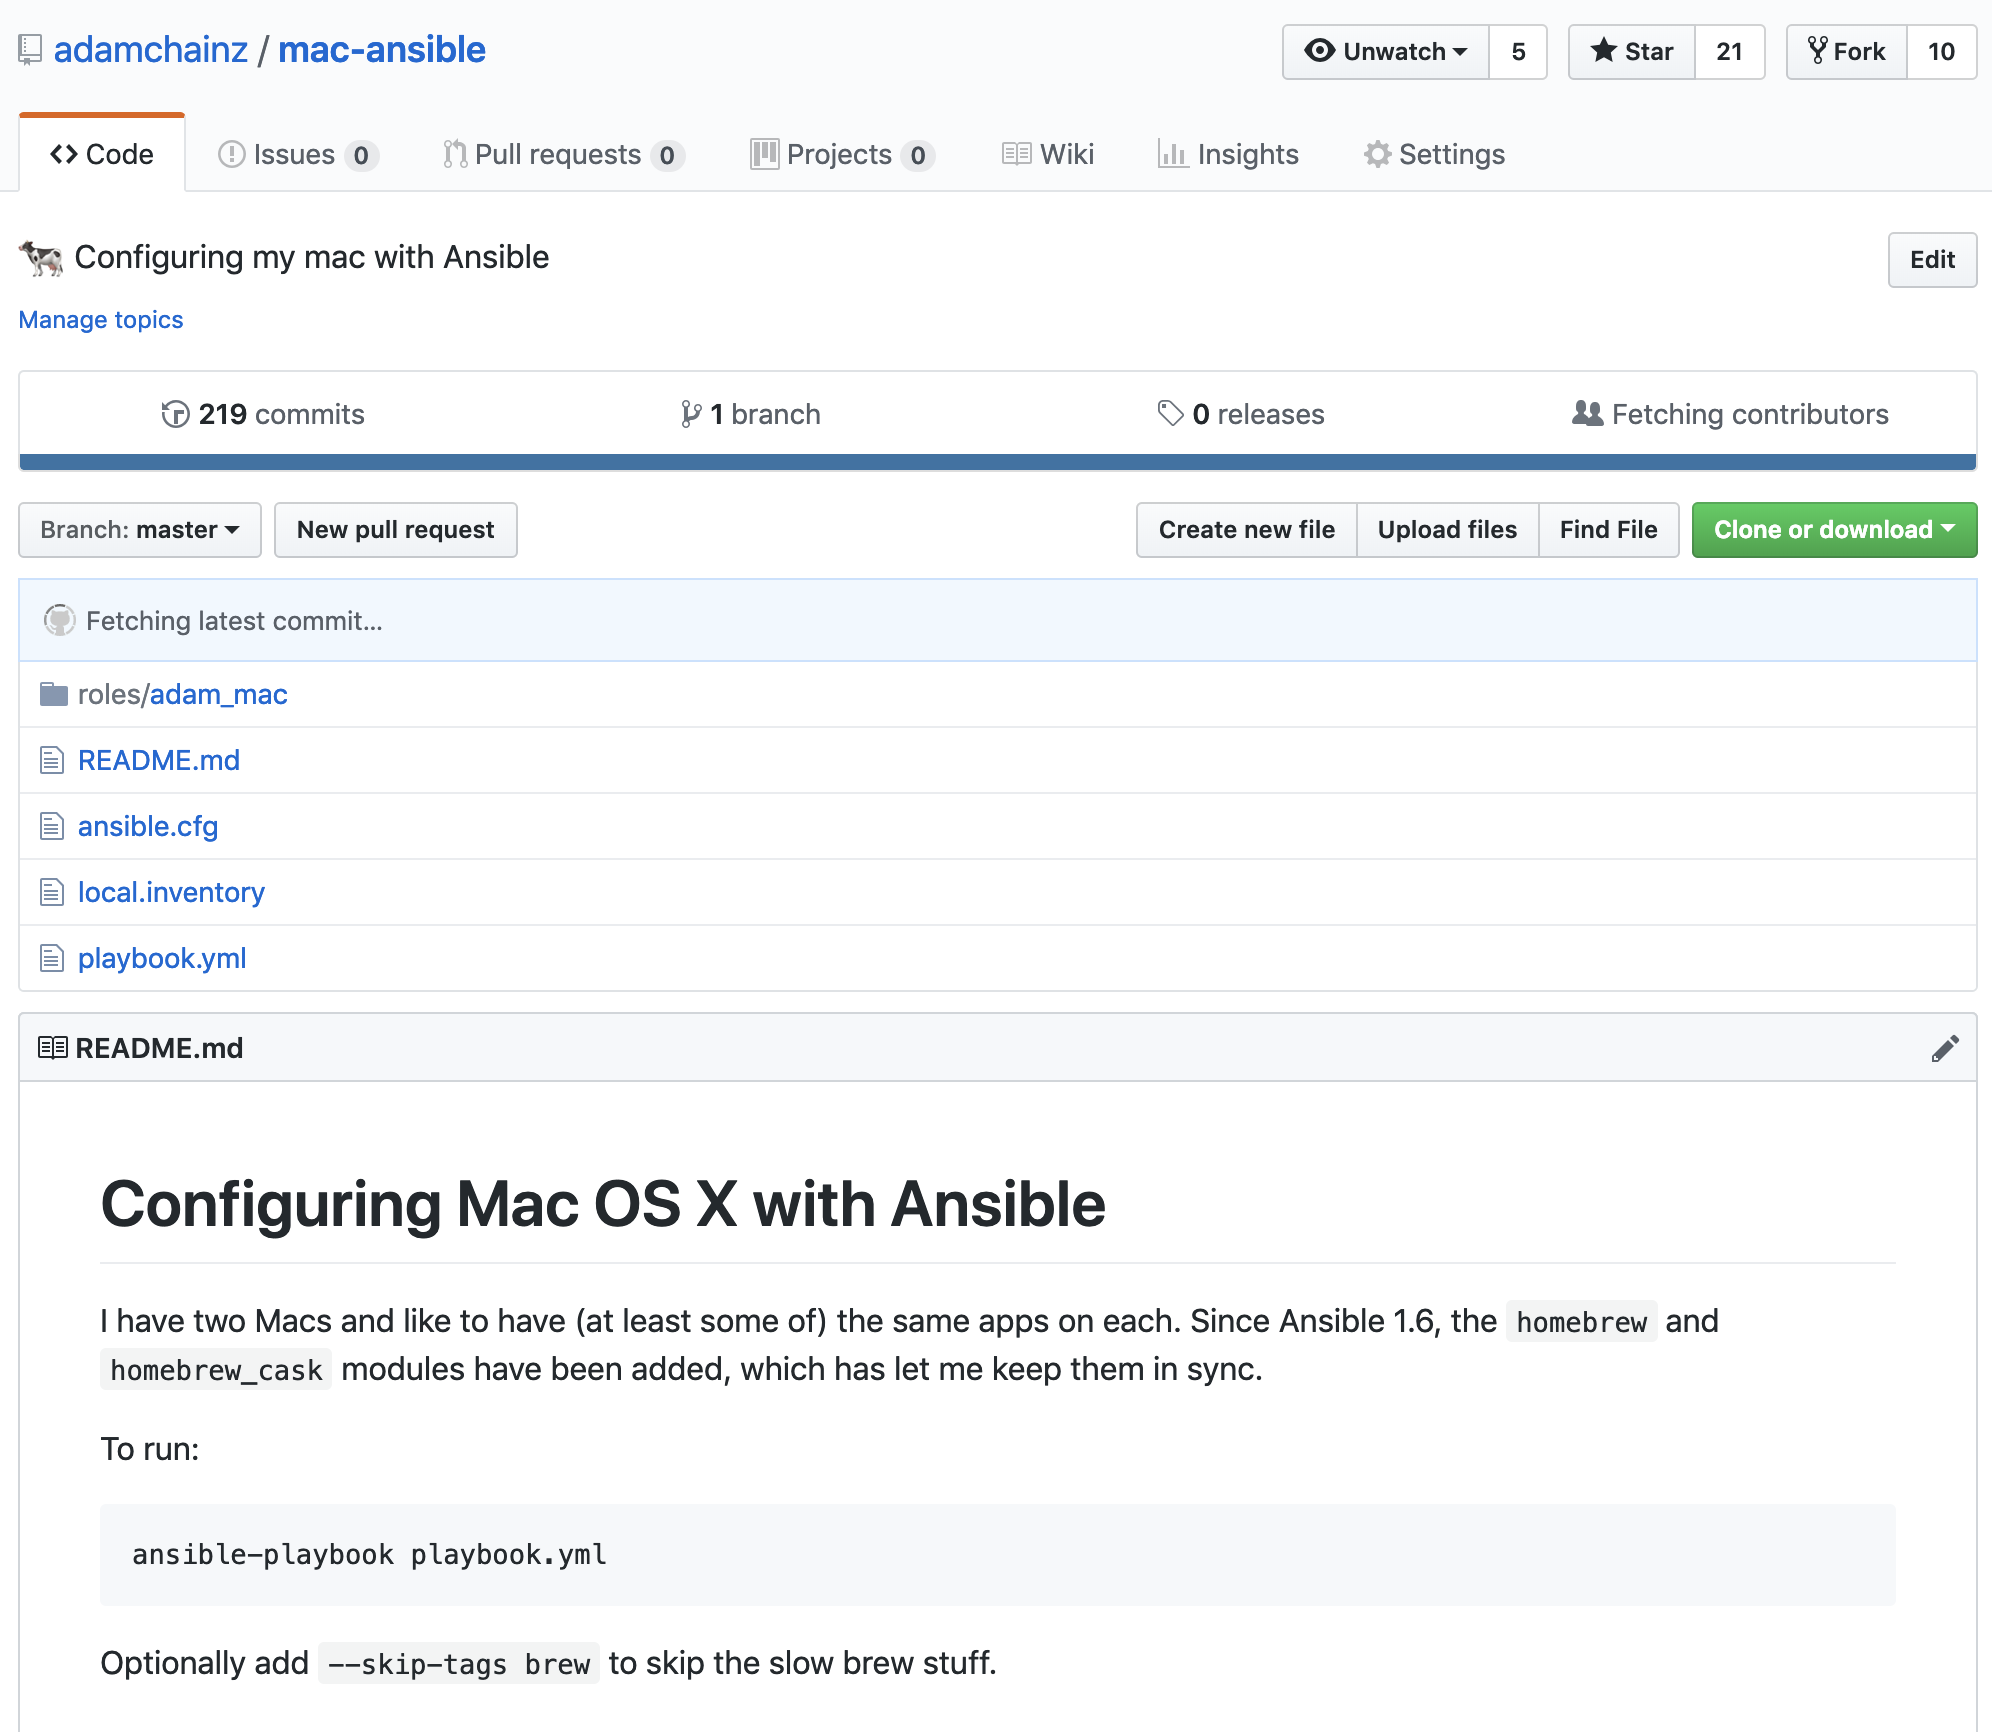 adamchainz / mac-ansible
Unwatch 5 Star 21 Fork 10
Code Issues 0 Pull requests 0 Projects 0 Wiki Insights Settings
Configuring my mac with Ansible
Edit
Manage topics
219 commits 1 branch 0 releases Fetching contributors
Branch: master New pull request Create new file Upload files Find File Clone or download
Fetching latest commit...
roles/adam_mac
README.md
ansible.cfg
local.inventory
playbook.yml
README.md
Configuring Mac OS X with Ansible
I have two Macs and like to have (at least some of) the same apps on each. Since Ansible 1.6, the homebrew and
homebrew_cask modules have been added, which has let me keep them in sync.
To run:
ansible-playbook playbook.yml
Optionally add --skip-tags brew to skip the slow brew stuff.